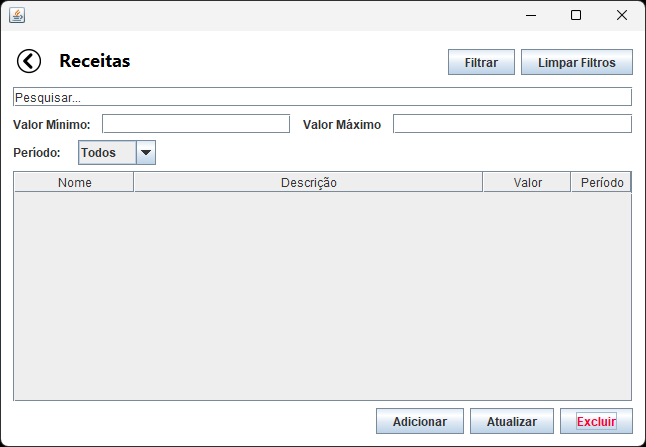 Receitas Filtrar Limpar Filtros
Pesquisar...
Valor Mínimo: Valor Máximo
Período: Todos
Nome Descrição Valor Período
Adicionar Atualizar Excluir